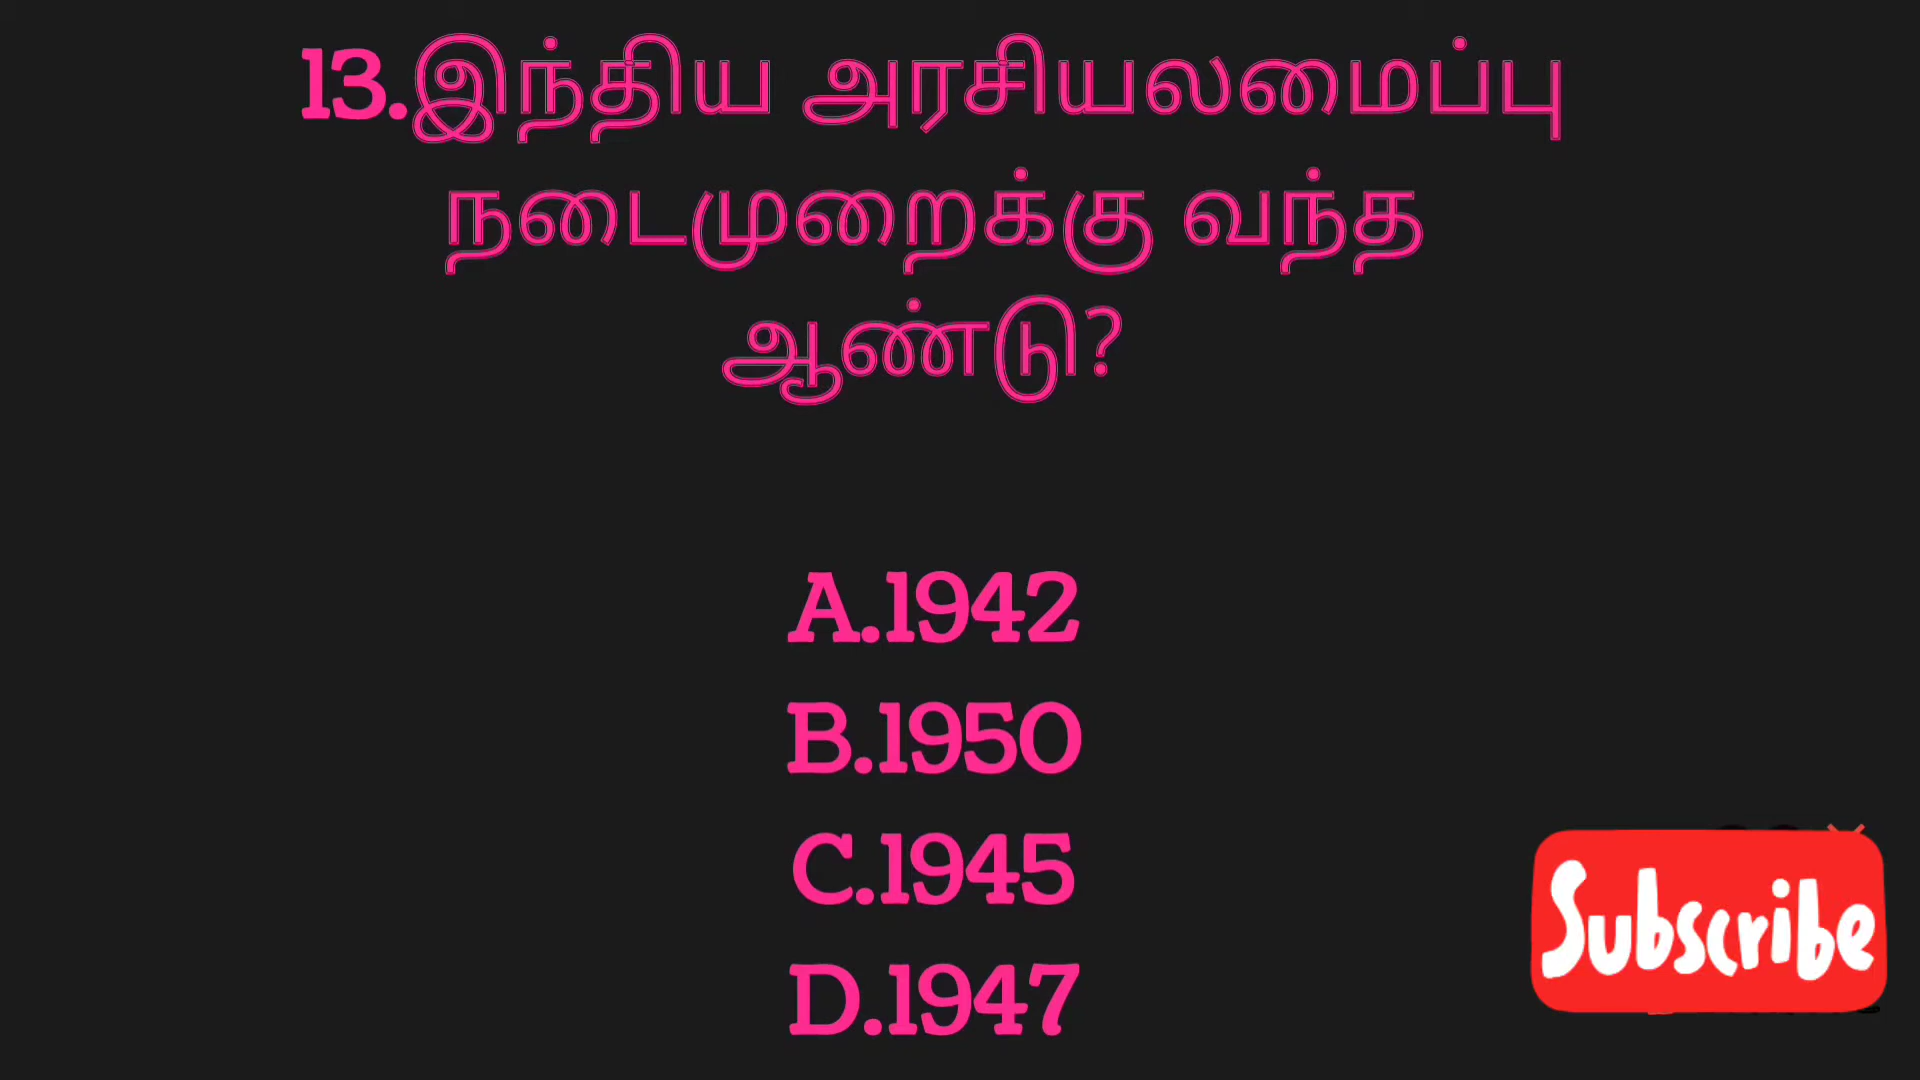 13.இந்திய அரசியலமைப்பு
நடைமுறைக்கு வந்த
ஆண்டு?
A.1942
B.1950
C.1945
D.1947
Subscribe